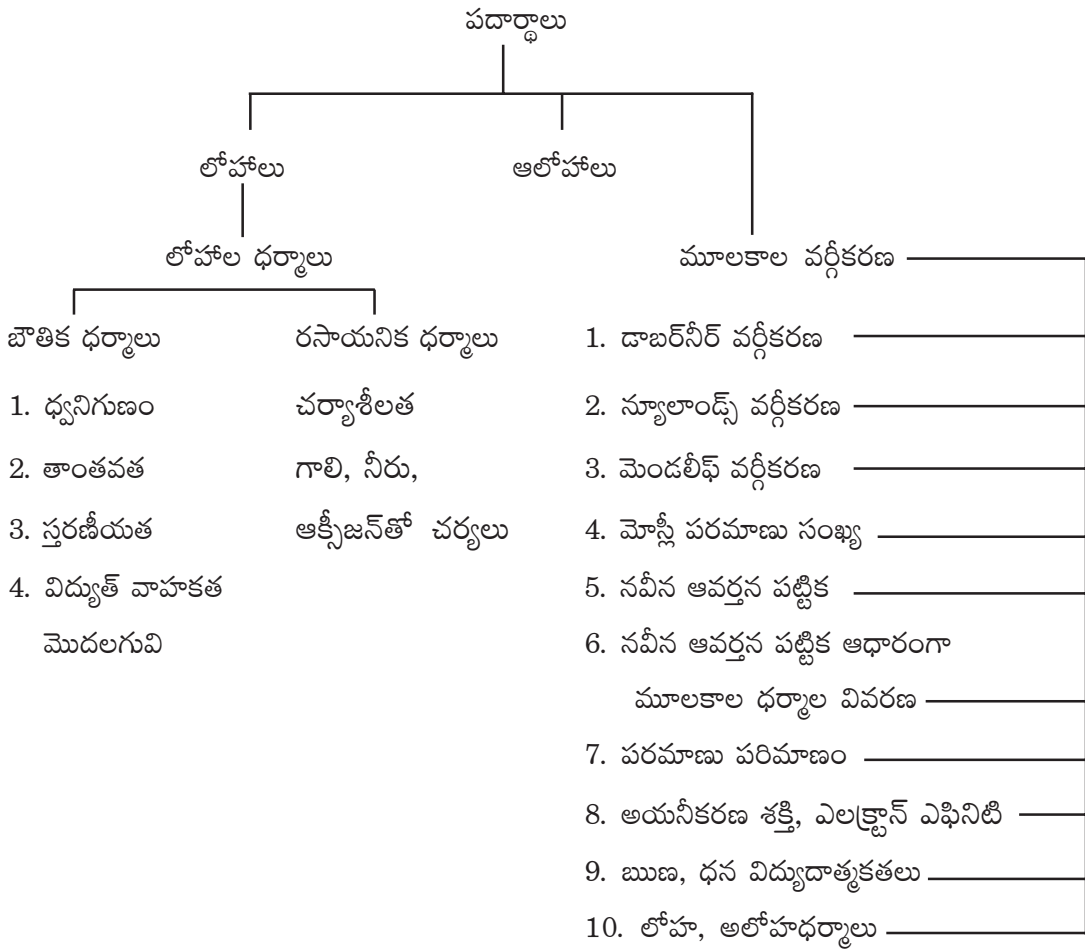 పదార్థాలు
లోహాలు
ఆలోహాలు
లోహాల ధర్మాలు
మూలకాల వర్గీకరణ
బౌతిక ధర్మాలు
1. ధ్వనిగుణం
2. తాంతవత
3. స్తరణీయత
4. విద్యుత్ వాహకత
మొదలగువి
రసాయనిక ధర్మాలు
చర్యాశీలత
గాలి, నీరు,
ఆక్సీజన్‌తో చర్యలు
1. డాబర్‌నీర్ వర్గీకరణ
2. న్యూలాండ్స్ వర్గీకరణ
3. మెండలీఫ్ వర్గీకరణ
4. మోస్లీ పరమాణు సంఖ్య
5. నవీన ఆవర్తన పట్టిక
6. నవీన ఆవర్తన పట్టిక ఆధారంగా
మూలకాల ధర్మాల వివరణ
7. పరమాణు పరిమాణం
8. అయనీకరణ శక్తి, ఎలక్ట్రాన్ ఎఫినిటి
9. ఋణ, ధన విద్యుదాత్మకతలు
10. లోహ, అలోహధర్మాలు